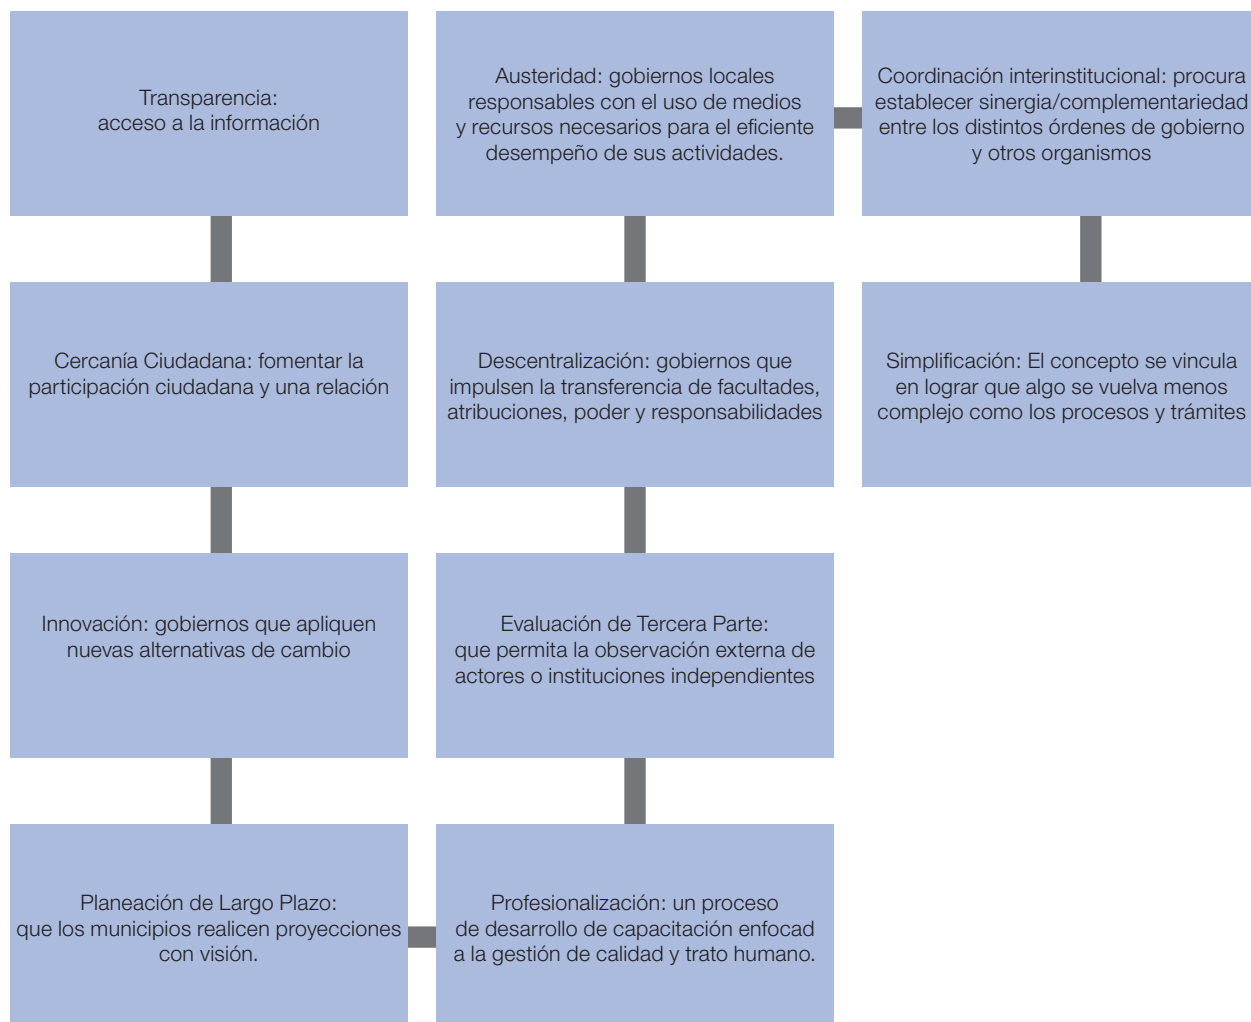 Transparencia:
acceso a la información
Cercanía Ciudadana: fomentar la
participación ciudadana y una relación
Innovación: gobiernos que apliquen
nuevas alternativas de cambio
Planeación de Largo Plazo:
que los municipios realicen proyecciones
con visión.
Profesionalización: un proceso
de desarrollo de capacitación enfocad
a la gestión de calidad y trato humano.
Evaluación de Tercera Parte:
que permita la observación externa de
actores o instituciones independientes
Descentralización: gobiernos que
impulsen la transferencia de facultades,
atribuciones, poder y responsabilidades
Austeridad: gobiernos locales
responsables con el uso de medios
y recursos necesarios para el eficiente
desempeño de sus actividades.
Coordinación interinstitucional: procura
establecer sinergia/complementariedad
entre los distintos órdenes de gobierno
y otros organismos
Simplificación: El concepto se vincula
en lograr que algo se vuelva menos
complejo como los procesos y trámites